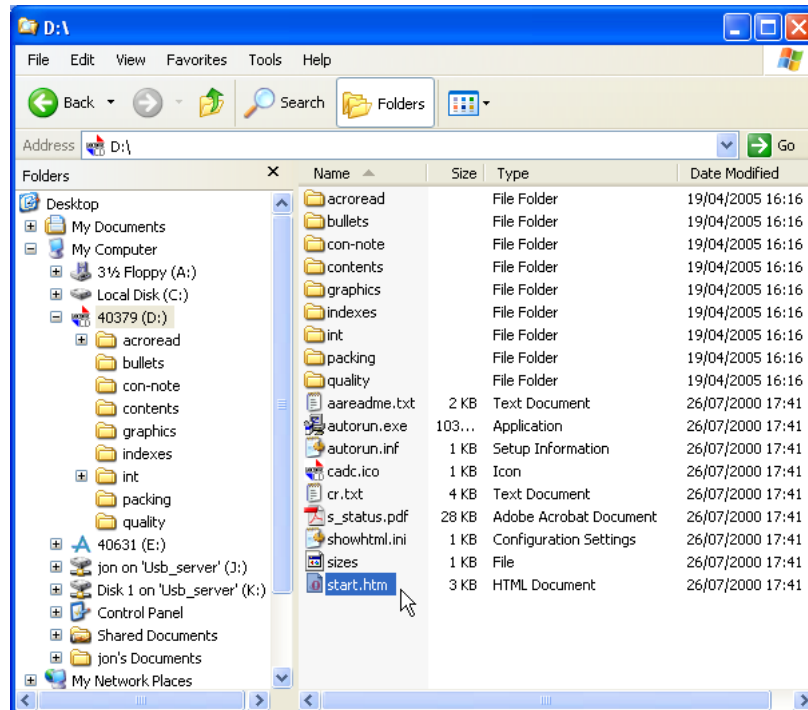 D:\
File Edit View Favorites Tools Help
Back Search Folders
Address D:\ Go
Folders x
Desktop
My Documents
My Computer
3½ Floppy (A:)
Local Disk (C:)
40379 (D:)
acroread
bullets
con-note
contents
graphics
indexes
int
packing
quality
40631 (E:)
jon on 'Usb_server' (J:)
Disk 1 on 'Usb_server' (K:)
Control Panel
Shared Documents
jon's Documents
My Network Places
Name Size Type Date Modified
acroread File Folder 19/04/2005 16:16
bullets File Folder 19/04/2005 16:16
con-note File Folder 19/04/2005 16:16
contents File Folder 19/04/2005 16:16
graphics File Folder 19/04/2005 16:16
indexes File Folder 19/04/2005 16:16
int File Folder 19/04/2005 16:16
packing File Folder 19/04/2005 16:16
quality File Folder 19/04/2005 16:16
aareadme.txt 2 KB Text Document 26/07/2000 17:41
autorun.exe 103... Application 26/07/2000 17:41
autorun.inf 1 KB Setup Information 26/07/2000 17:41
cadc.ico 1 KB Icon 26/07/2000 17:41
cr.txt 4 KB Text Document 26/07/2000 17:41
s_status.pdf 28 KB Adobe Acrobat Document 26/07/2000 17:41
showhtml.ini 1 KB Configuration Settings 26/07/2000 17:41
sizes 1 KB File 26/07/2000 17:41
start.htm 3 KB HTML Document 26/07/2000 17:41